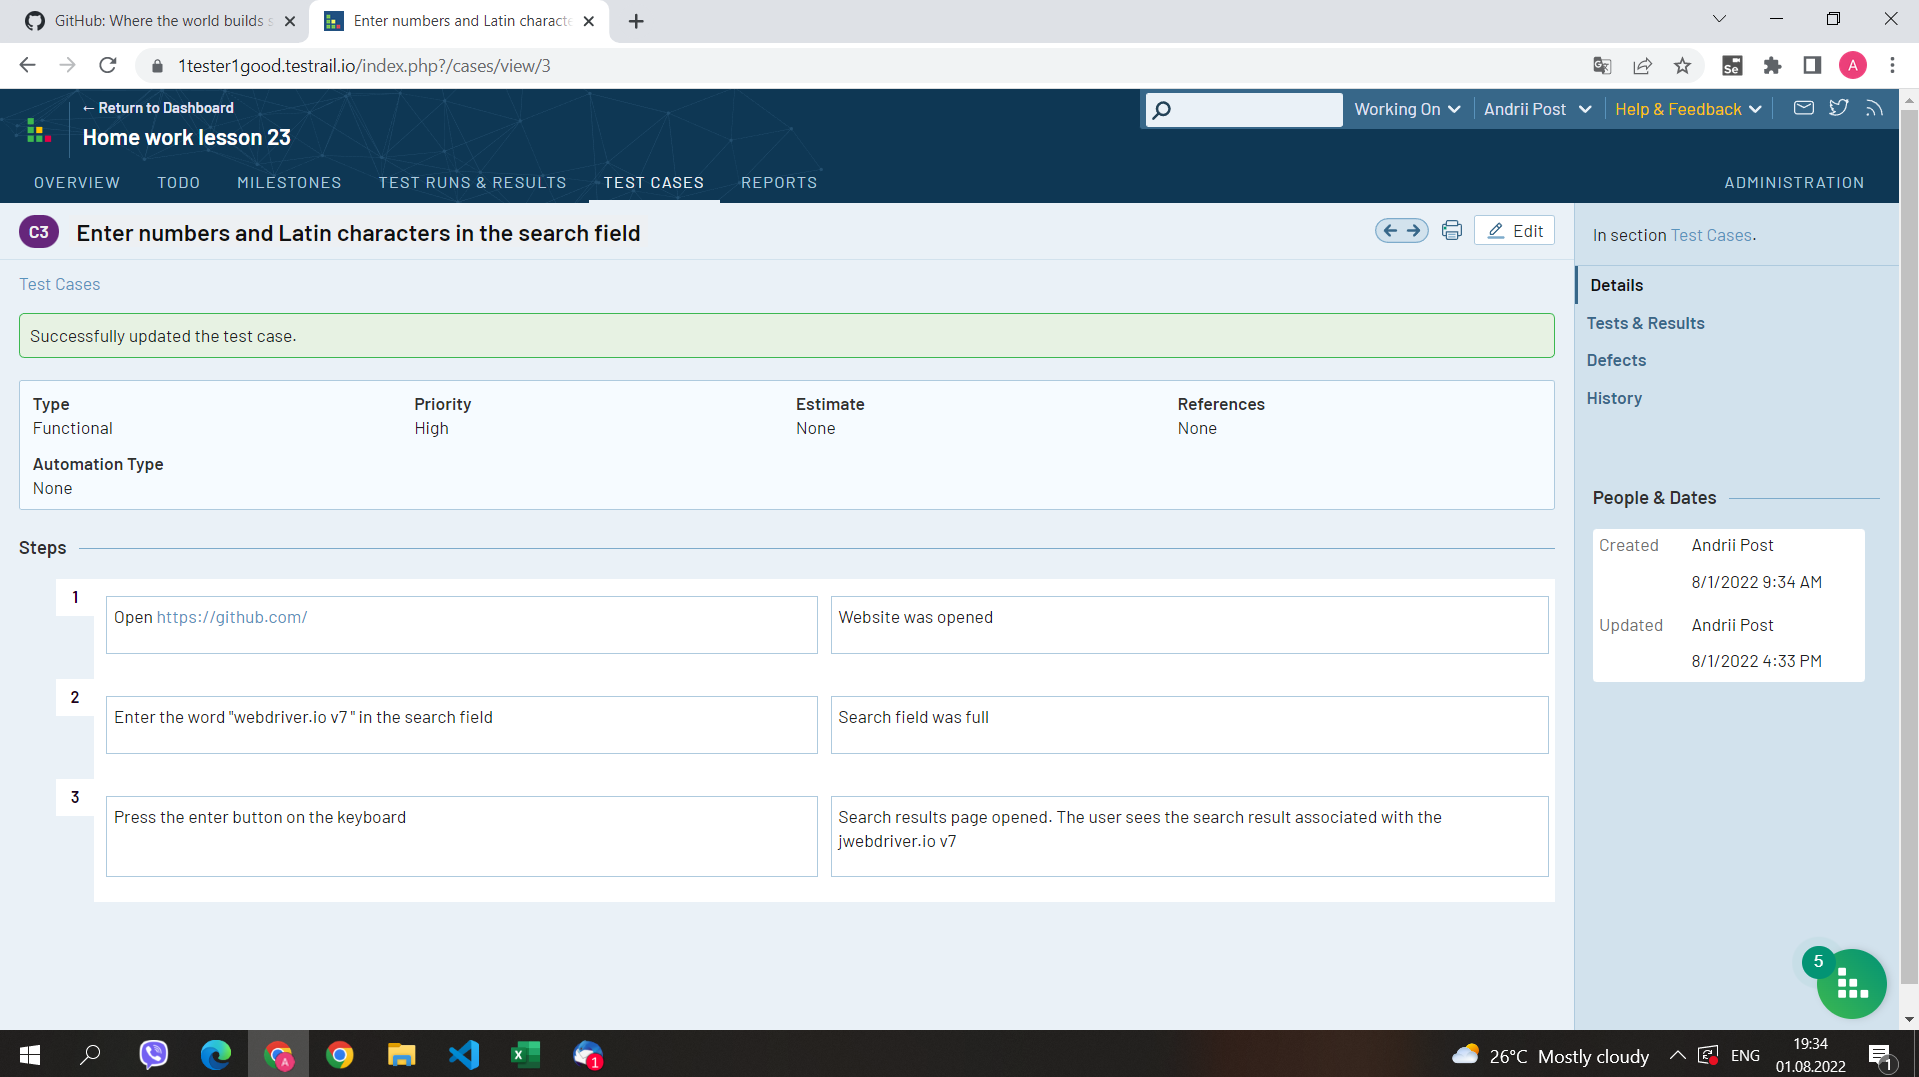 GitHub: Where the world builds s
Enter numbers and Latin characte
1tester1good.testrail.io/index.php?/cases/view/3
Se
A
← Return to Dashboard
Home work lesson 23
Working On
Andrii Post
Help & Feedback
OVERVIEW
TODO
MILESTONES
TEST RUNS & RESULTS
TEST CASES
REPORTS
ADMINISTRATION
C3
Enter numbers and Latin characters in the search field
Edit
In section Test Cases.
Test Cases
Successfully updated the test case.
Type
Functional
Priority
High
Estimate
None
References
None
Automation Type
None
Details
Tests & Results
Defects
History
People & Dates
Created
Andrii Post
8/1/2022 9:34 AM
Updated
Andrii Post
8/1/2022 4:33 PM
Steps
1
Open https://github.com/
Website was opened
2
Enter the word "webdriver.io v7 " in the search field
Search field was full
3
Press the enter button on the keyboard
Search results page opened. The user sees the search result associated with the
jwebdriver.io v7
5
A
1
26°C Mostly cloudy
ENG
19:34
01.08.2022
1